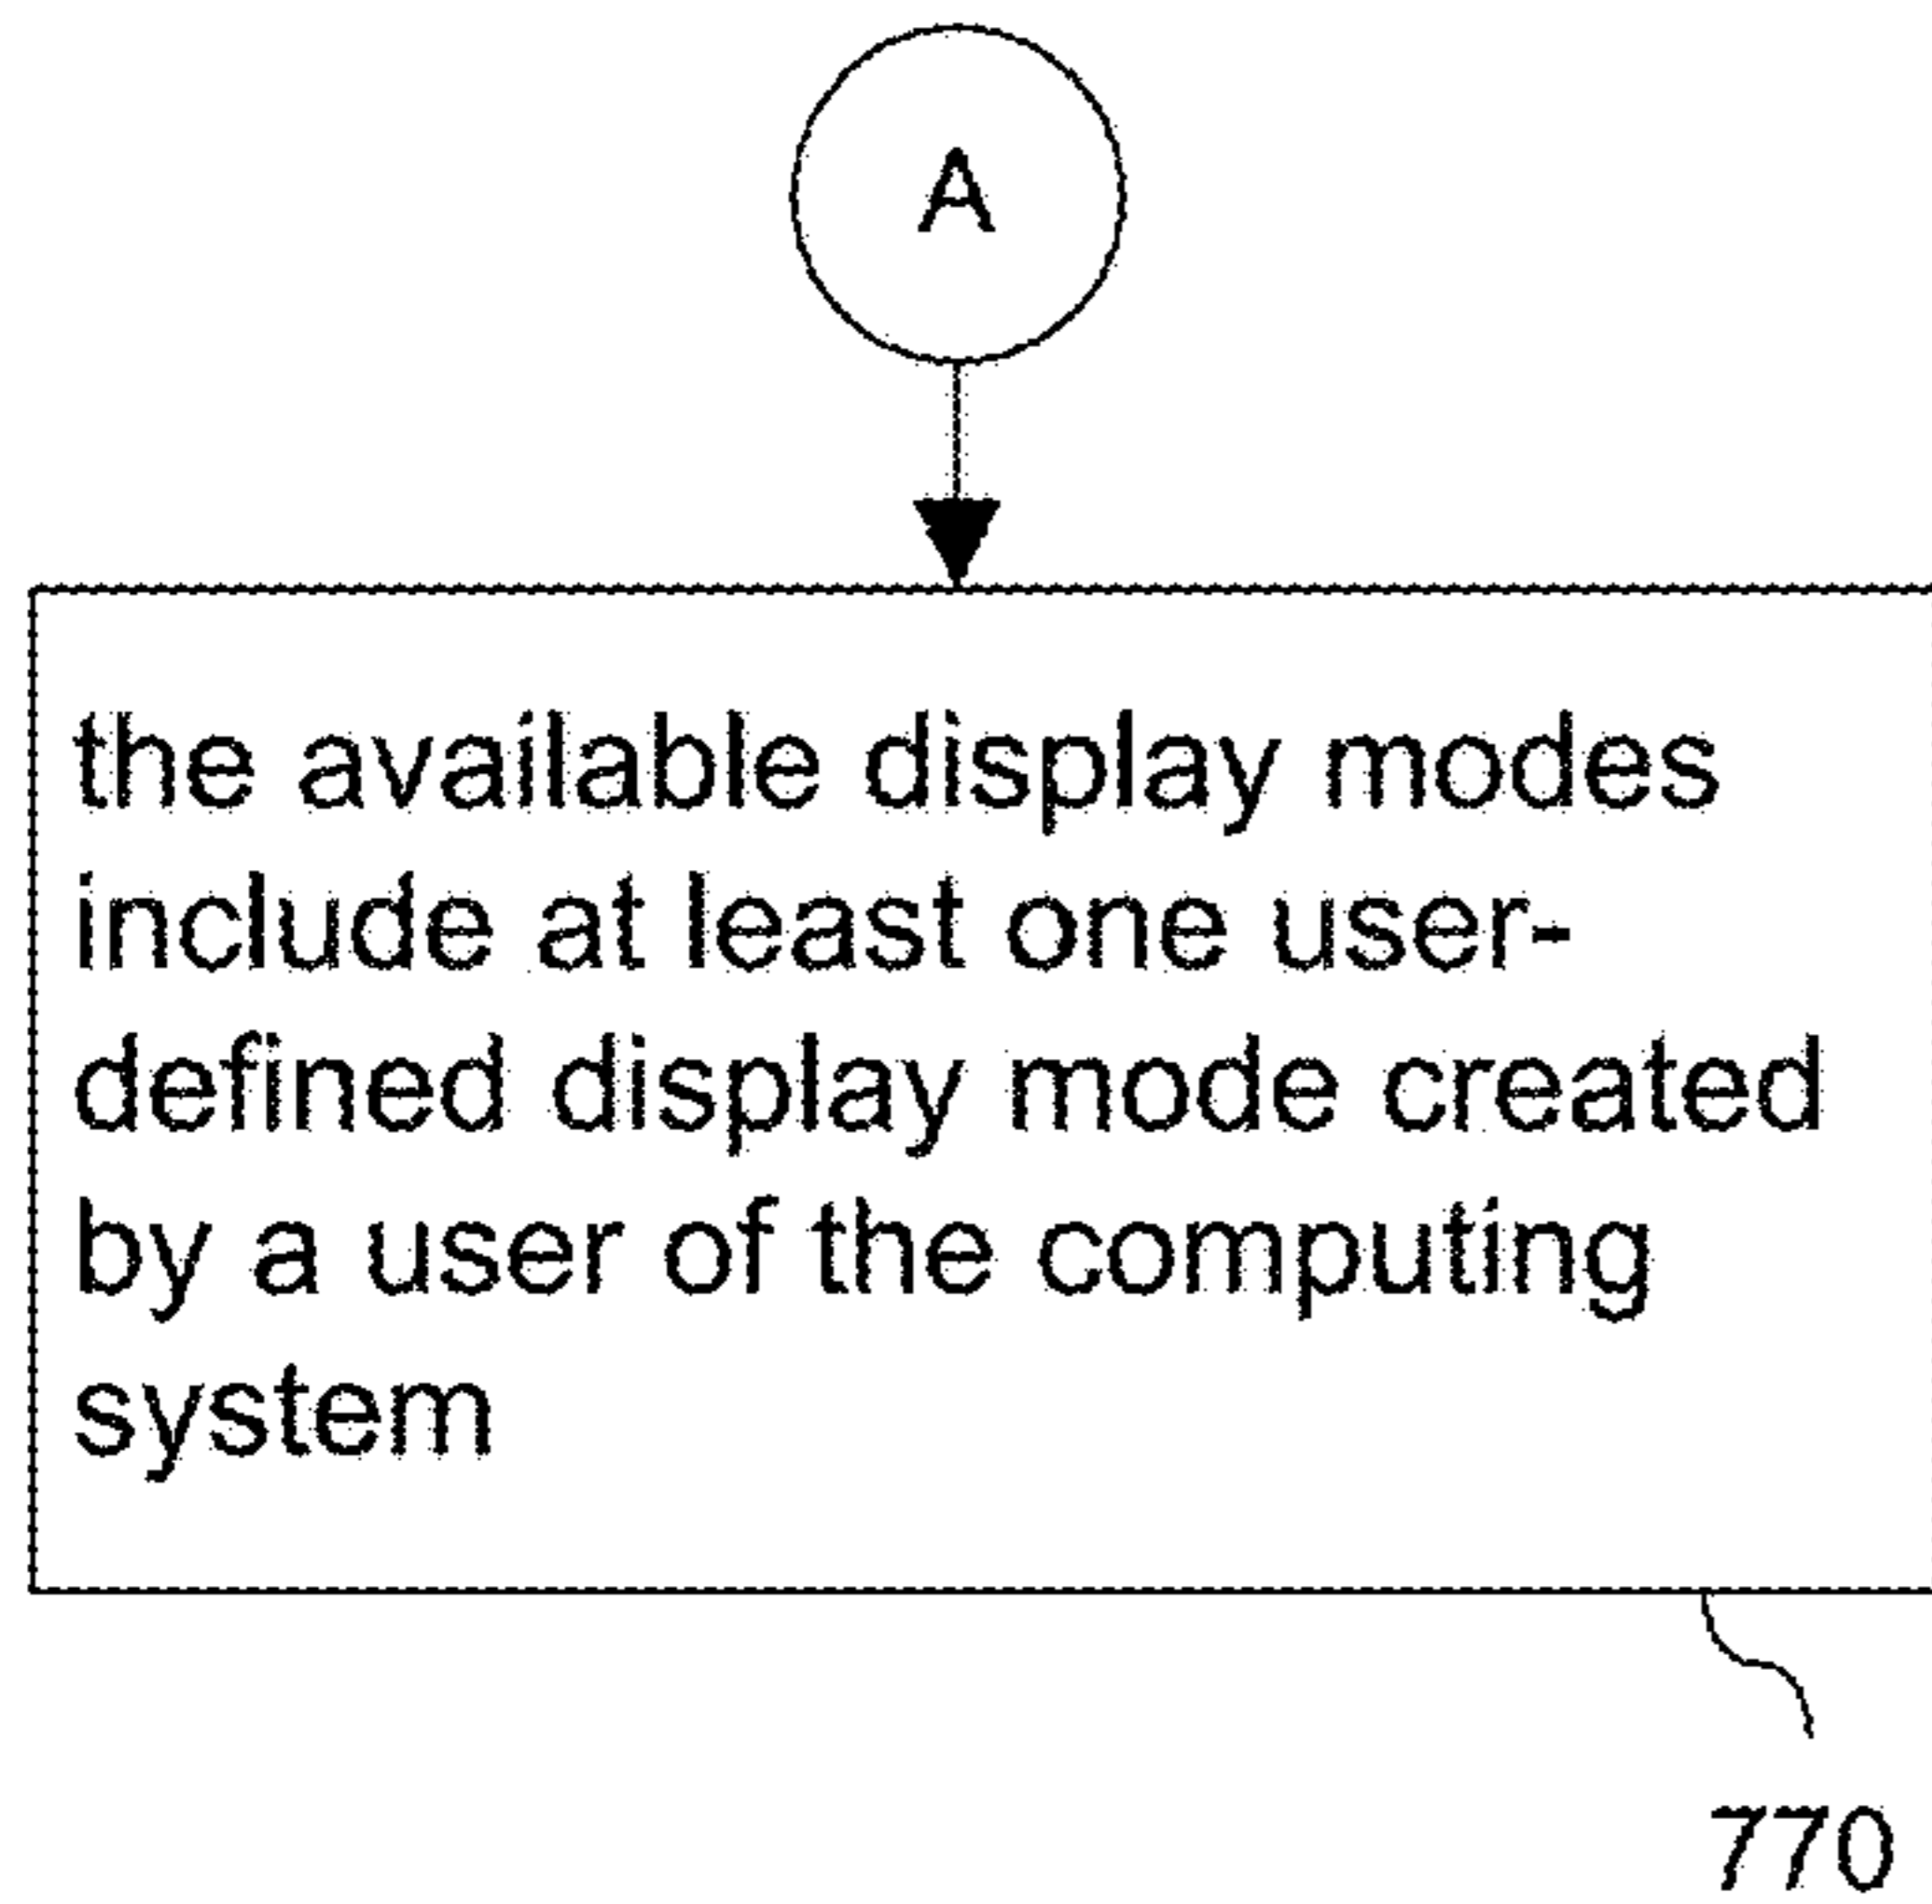 A
the available display modes
include at least one user-
defined display mode created
by a user of the computing
system
770